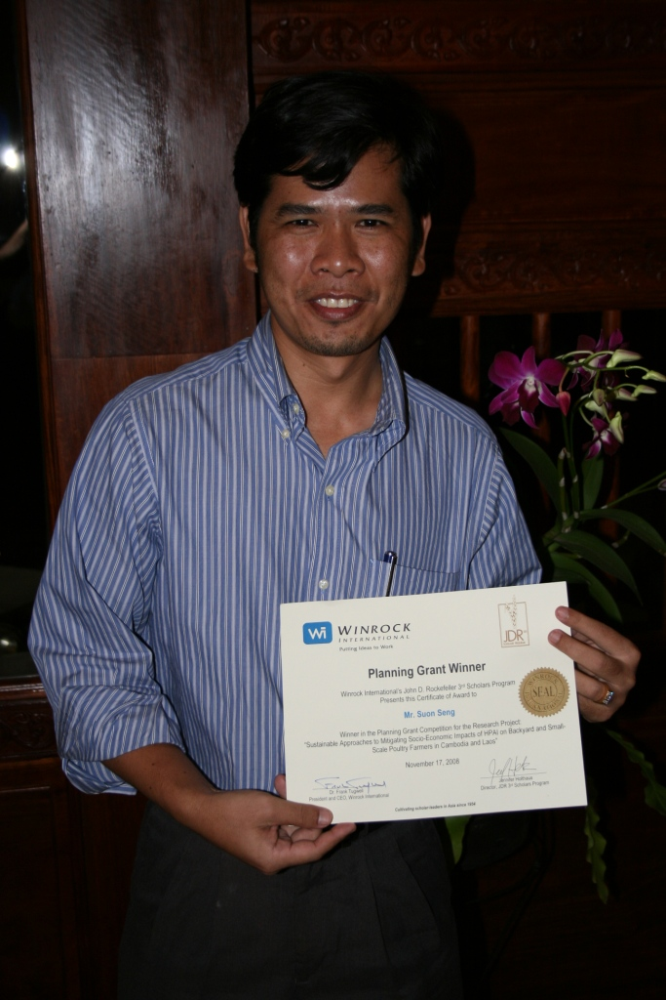 Wi WINROCK
INTERNATIONAL
Putting Ideas to Work
JDR
Planning Grant Winner
Winrock International's John D. Rockefeller 3rd Scholars Program
Presents this Certificate of Award to
Mr. Suon Seng
Winner in the Planning Grant Competition for the Research Project:
"Sustainable Approaches to Mitigating Socio-Economic Impacts of HPAI on Backyard and Small-
Scale Poultry Farmers in Cambodia and Laos"
November 17, 2008
SEAL
Dr. Frank Tugwell
President and CEO, Winrock International
Director, JDR 3rd Scholars Program
Cultivating scholar-leaders in Asia since